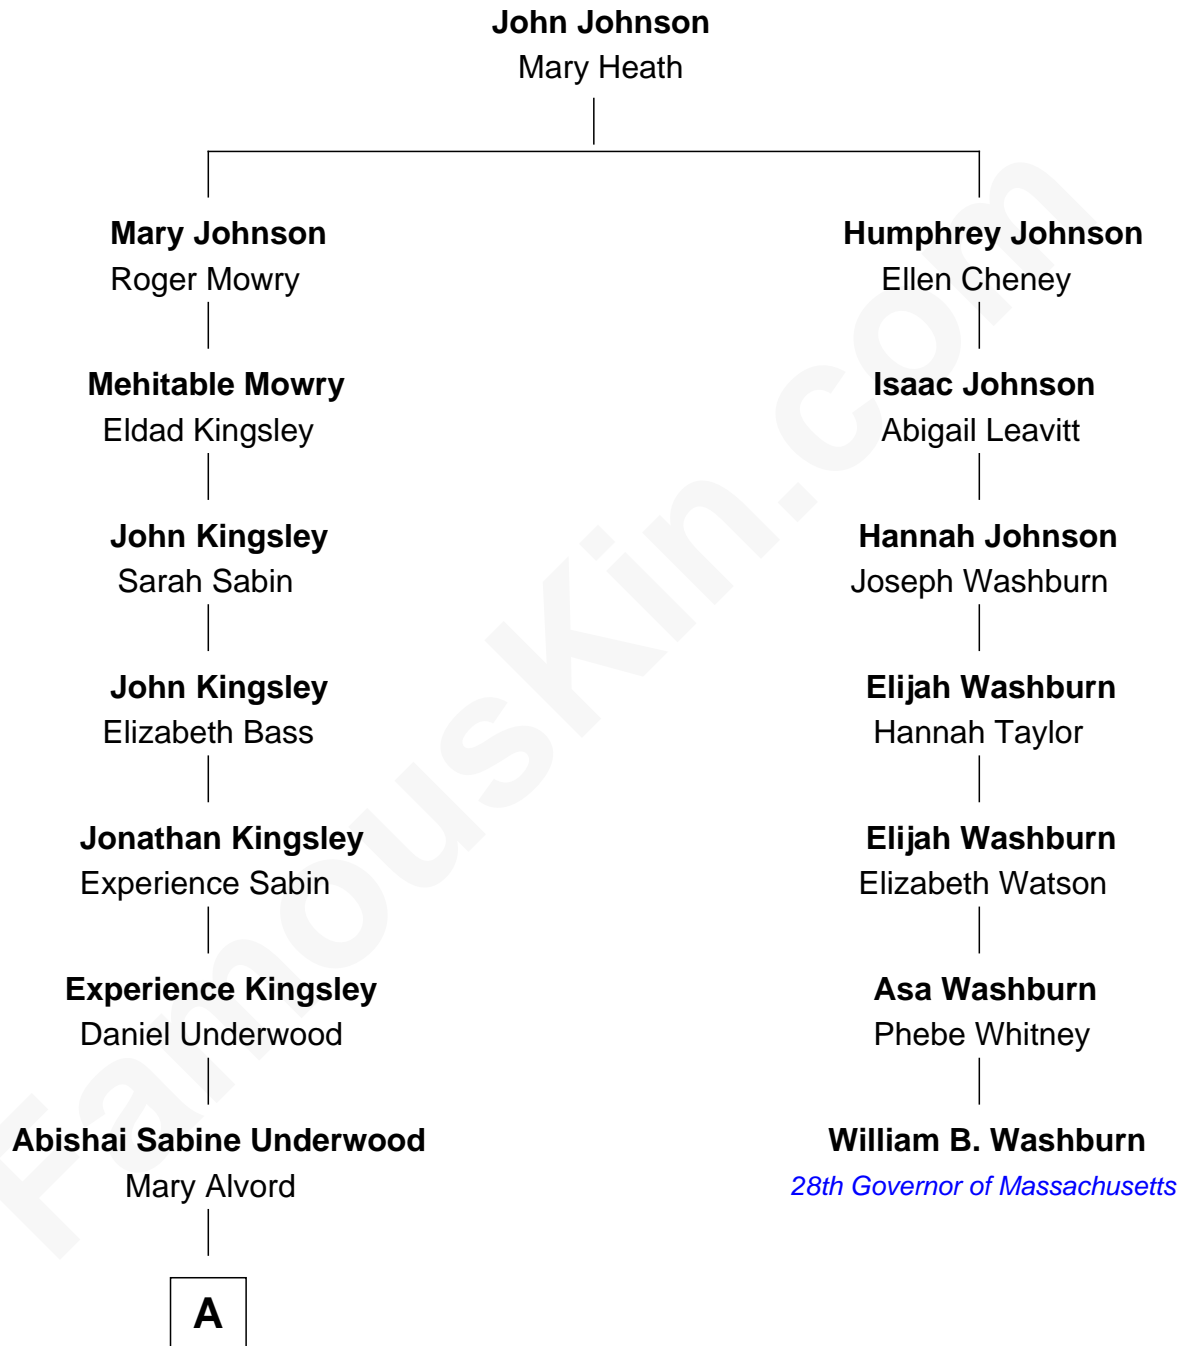 John Johnson
Mary Heath
Mary Johnson
Roger Mowry
Humphrey Johnson
Ellen Cheney
Mehitable Mowry
Eldad Kingsley
Isaac Johnson
Abigail Leavitt
John Kingsley
Sarah Sabin
Hannah Johnson
Joseph Washburn
John Kingsley
Elizabeth Bass
Elijah Washburn
Hannah Taylor
Jonathan Kingsley
Experience Sabin
Elijah Washburn
Elizabeth Watson
Experience Kingsley
Daniel Underwood
Asa Washburn
Phebe Whitney
Abishai Sabine Underwood
Mary Alvord
William B. Washburn
28th Governor of Massachusetts
A
FamousKin.com